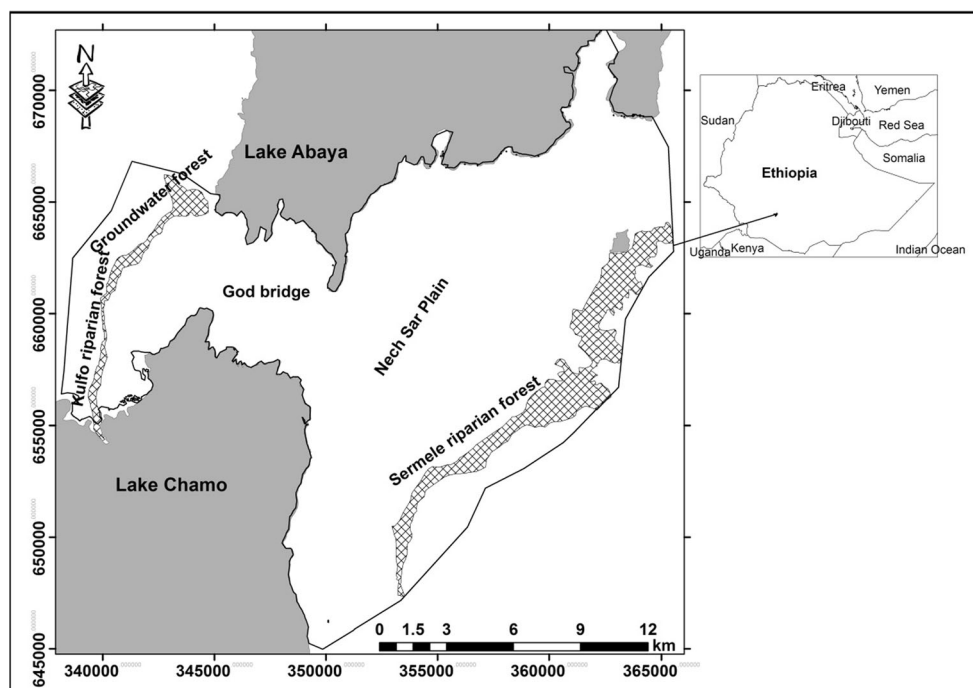 N
670000
665000
660000
655000
650000
645000
340000
345000
350000
355000
360000
365000
Lake Abaya
Groundwater forest
Kulfo riparian forest
God bridge
Nech Sar Plain
Sermele riparian forest
Lake Chamo
0 1.5 3 6 9 12
km
Eritrea
Yemen
Sudan
Djibouti
Red Sea
Somalia
Ethiopia
Uganda
Kenya
Indian Ocean